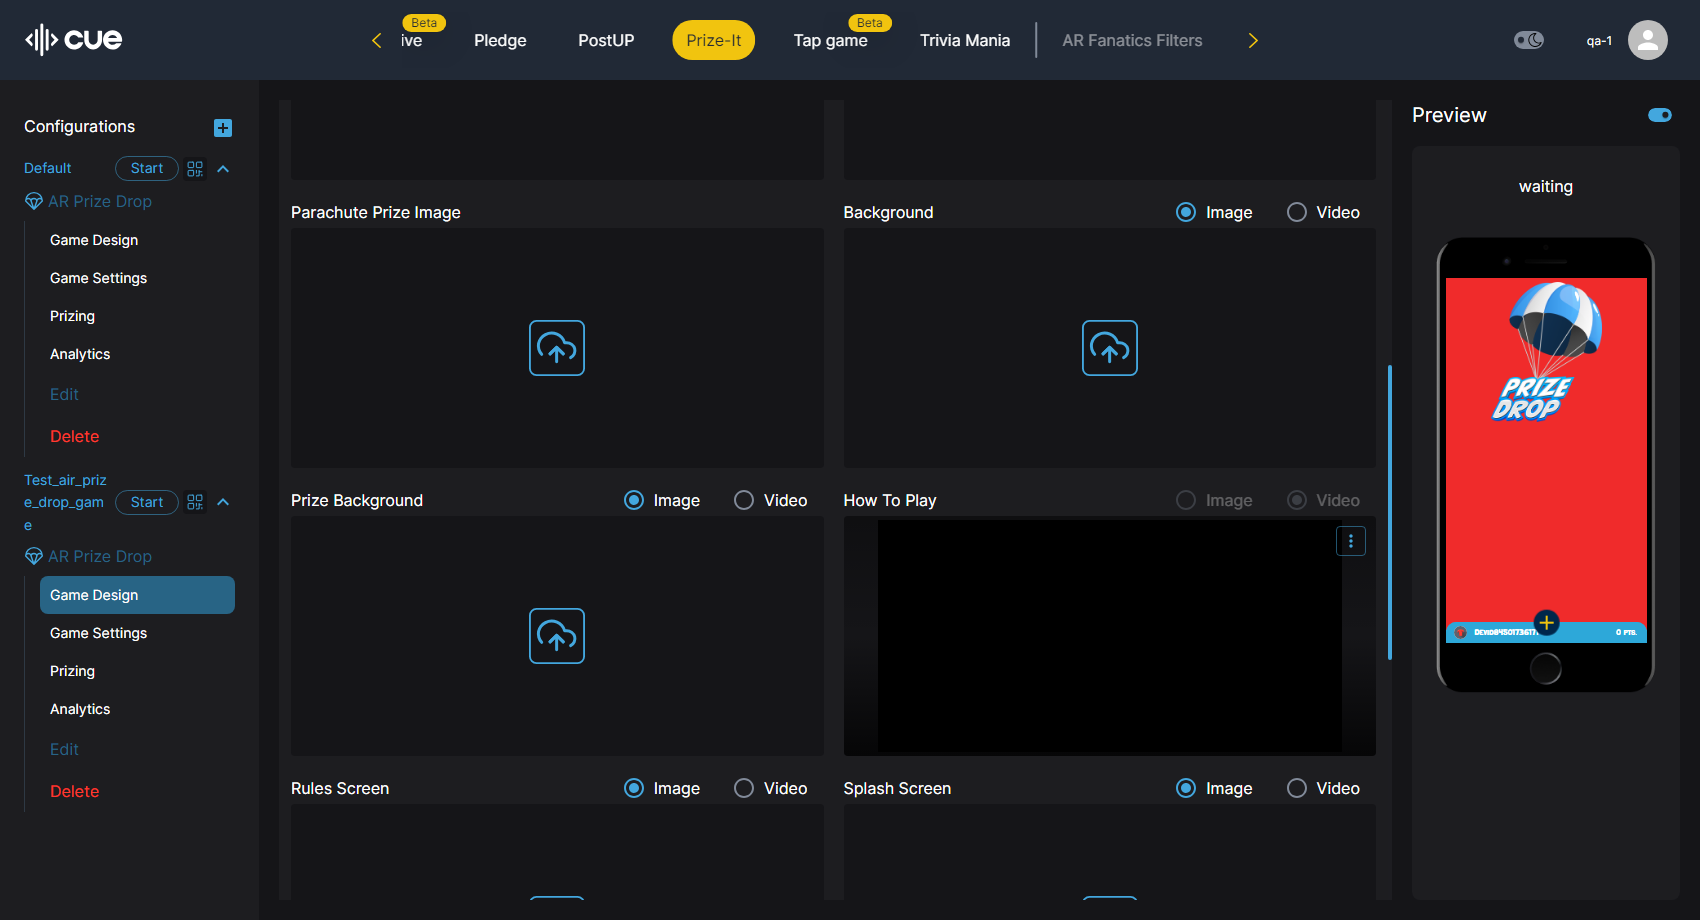 cue
Beta
ive
Pledge
PostUP
Prize-It
Beta
Tap game
Trivia Mania
AR Fanatics Filters
qa-1
Configurations
Default
Start
AR Prize Drop
Game Design
Game Settings
Prizing
Analytics
Edit
Delete
Test_air_priz
e_drop_gam
e
Start
AR Prize Drop
Game Design
Game Settings
Prizing
Analytics
Edit
Delete
Parachute Prize Image
Background
Image
Video
Prize Background
Image
Video
How To Play
Image
Video
Rules Screen
Image
Video
Splash Screen
Image
Video
Preview
waiting
PRIZE
DROP
0 PTS.